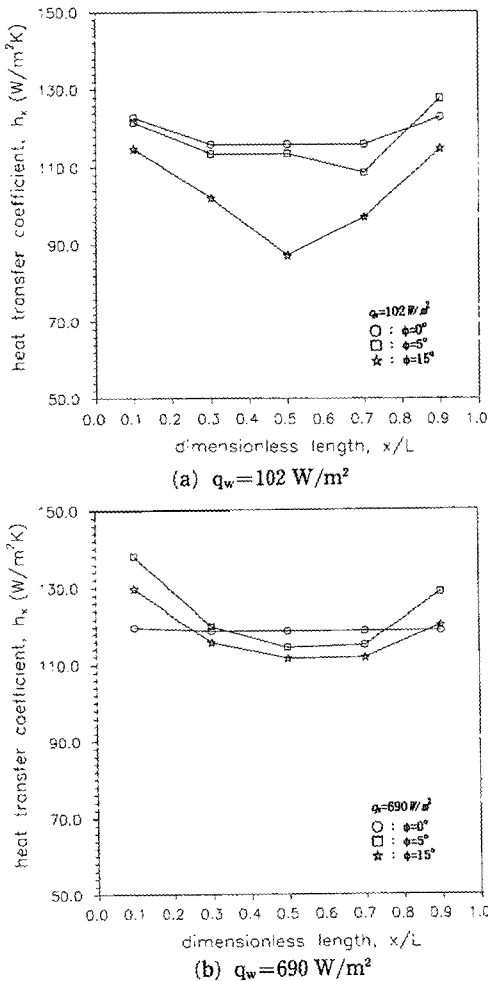 150.0
130.0
110.0
90.0
70.0
50.0
heat transfer coefficient, hₓ (W/m²K)
q_w=102 W/m²
○ : ϕ=0°
□ : ϕ=5°
☆ : ϕ=15°
0.0 0.1 0.2 0.3 0.4 0.5 0.6 0.7 0.8 0.9 1.0
dimensionless length, x/L
(a) q_w=102 W/m²
150.0
130.0
110.0
90.0
70.0
50.0
heat transfer coefficient, hₓ (W/m²K)
q_w=690 W/m²
○ : ϕ=0°
□ : ϕ=5°
☆ : ϕ=15°
0.0 0.1 0.2 0.3 0.4 0.5 0.6 0.7 0.8 0.9 1.0
dimensionless length, x/L
(b) q_w=690 W/m²